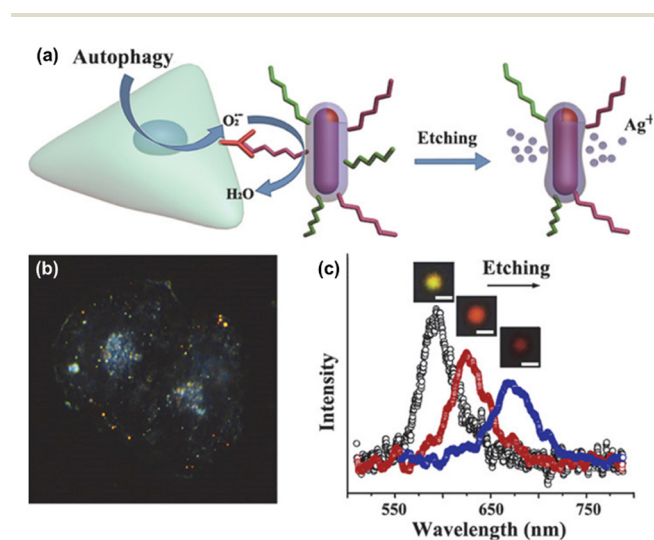 (a)
Autophagy
O₂˙⁻
H₂O
Etching
Ag⁺
(b)
(c)
Etching
Intensity
550
650
750
Wavelength (nm)